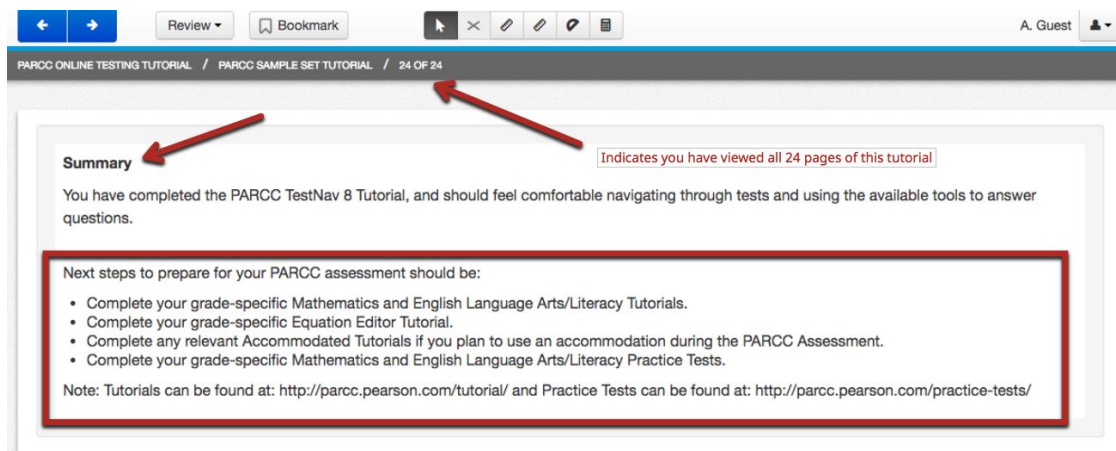 Review Bookmark A. Guest
PARCC ONLINE TESTING TUTORIAL / PARCC SAMPLE SET TUTORIAL / 24 OF 24
Indicates you have viewed all 24 pages of this tutorial
Summary
You have completed the PARCC TestNav 8 Tutorial, and should feel comfortable navigating through tests and using the available tools to answer
questions.
Next steps to prepare for your PARCC assessment should be:
• Complete your grade-specific Mathematics and English Language Arts/Literacy Tutorials.
• Complete your grade-specific Equation Editor Tutorial.
• Complete any relevant Accommodated Tutorials if you plan to use an accommodation during the PARCC Assessment.
• Complete your grade-specific Mathematics and English Language Arts/Literacy Practice Tests.
Note: Tutorials can be found at: http://parcc.pearson.com/tutorial/ and Practice Tests can be found at: http://parcc.pearson.com/practice-tests/